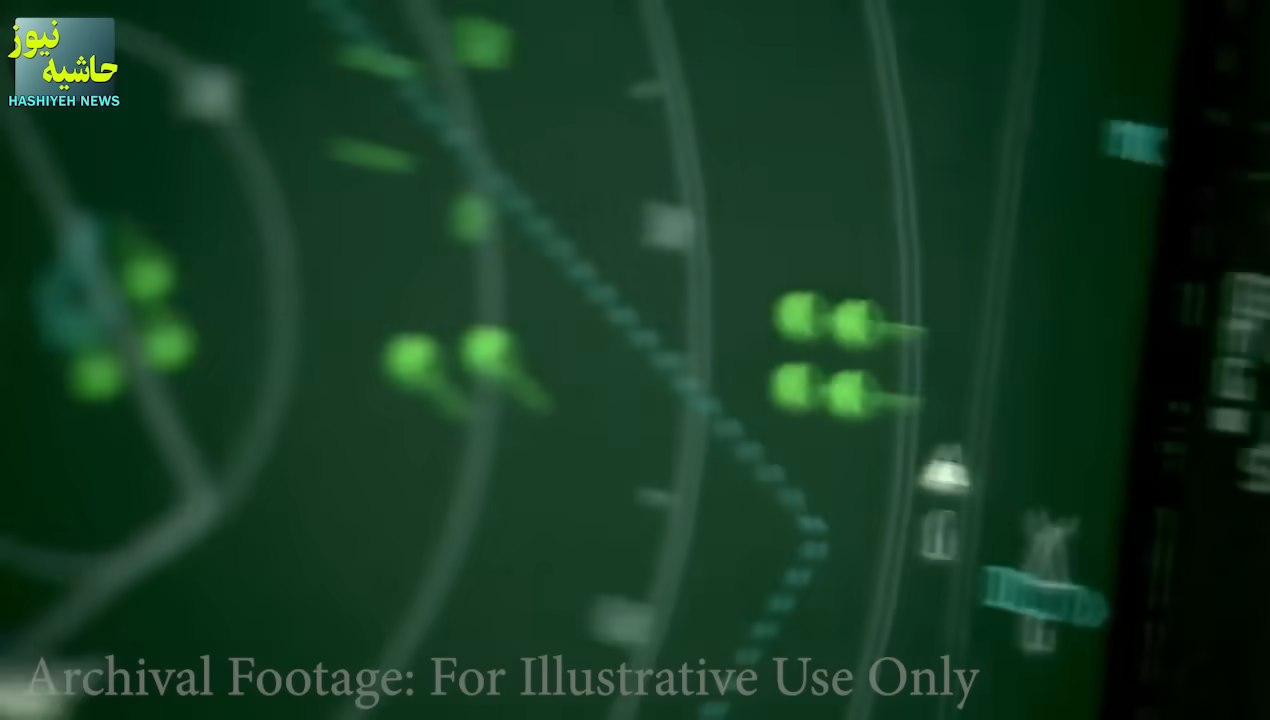 نیوز
حاشیه
HASHIYEH NEWS
Archival Footage: For Illustrative Use Only